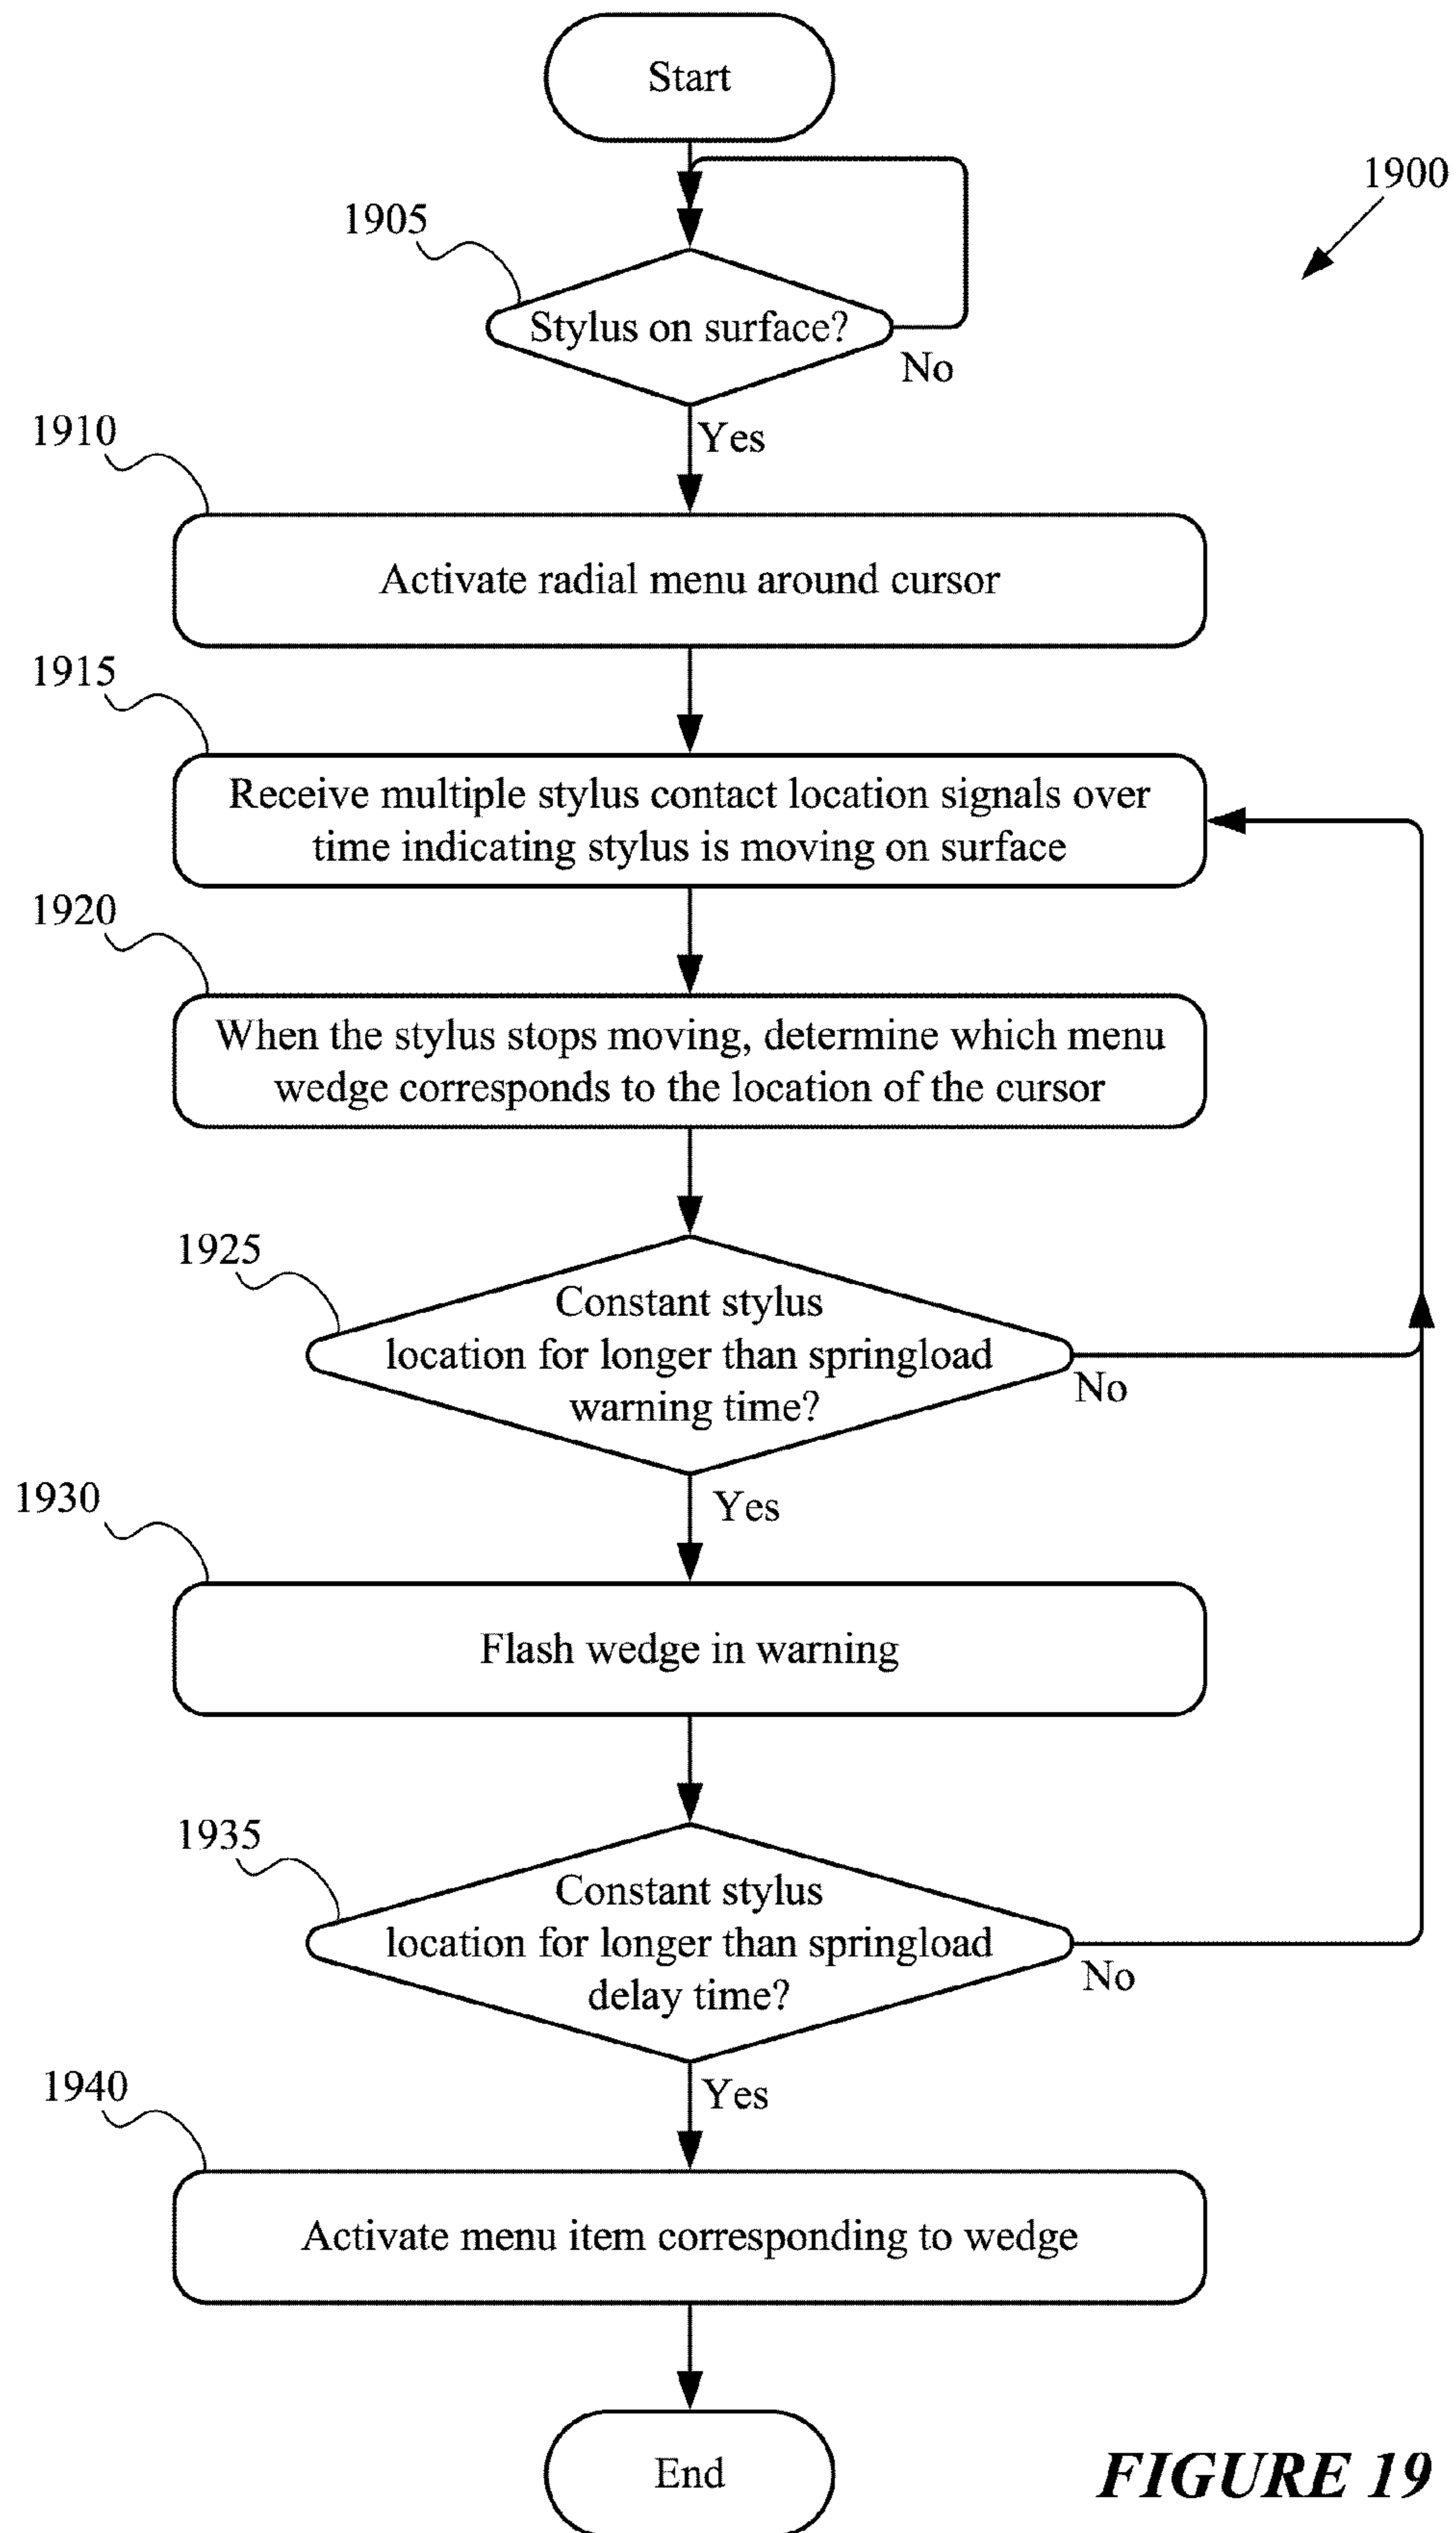 Start
1900
1905
Stylus on surface?
No
Yes
1910
Activate radial menu around cursor
1915
Receive multiple stylus contact location signals over
time indicating stylus is moving on surface
1920
When the stylus stops moving, determine which menu
wedge corresponds to the location of the cursor
1925
Constant stylus
location for longer than springload
warning time?
No
Yes
1930
Flash wedge in warning
1935
Constant stylus
location for longer than springload
delay time?
No
Yes
1940
Activate menu item corresponding to wedge
End
FIGURE 19